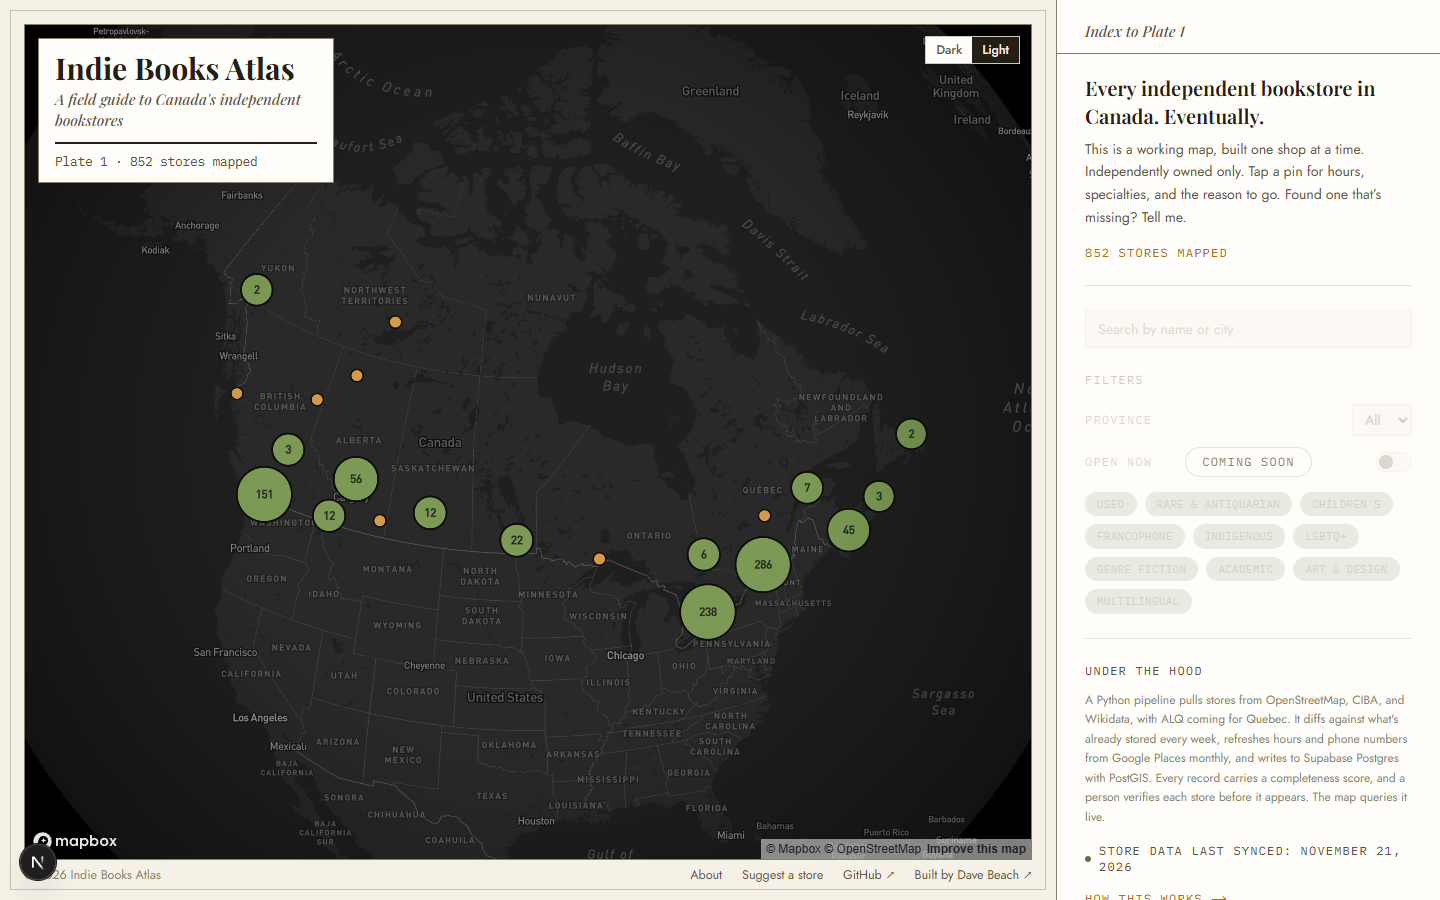 Indie Books Atlas
A field guide to Canada's independent
bookstores
Plate 1 · 852 stores mapped
Dark Light
Petropavlovsk-
Arctic Ocean
Greenland
Iceland
Reykjavik
United
Kingdom
Ireland
Baffin Bay
Fairbanks
Anchorage
Kodiak
Davis Strait
YUKON
2
NORTHWEST
TERRITORIES
NUNAVUT
Labrador Sea
Sitka
Wrangell
Hudson
Bay
BRITISH
COLUMBIA
NEWFOUNDLAND
AND
LABRADOR
2
ALBERTA
Canada
SASKATCHEWAN
3
56
151
12
12
22
QUÉBEC
7
3
45
ONTARIO
6
286
238
MAINE
MASSACHUSETTS
PENNSYLVANIA
Portland
OREGON
MONTANA
IDAHO
NORTH
DAKOTA
MINNESOTA
SOUTH
DAKOTA
WISCONSIN
WYOMING
San Francisco
NEVADA
CALIFORNIA
UTAH
Cheyenne
NEBRASKA
IOWA
Chicago
OHIO
MARYLAND
ILLINOIS
COLORADO
United States
VIRGINIA
KENTUCKY
NORTH
CAROLINA
TENNESSEE
SOUTH
CAROLINA
Sargasso
Sea
Los Angeles
Mexicali
ARIZONA
NEW
MEXICO
OKLAHOMA
ARKANSAS
BAJA
CALIFORNIA
MISSISSIPPI
GEORGIA
SONORA
TEXAS
LOUISIANA
CHIHUAHUA
FLORIDA
Houston
BAJA
CALIFORNIA
SUR
COAHUILA
Miami
Bahamas
Barbados
Puerto Rico
Gulf of
mapbox
© Mapbox © OpenStreetMap Improve this map
N
26 Indie Books Atlas
About Suggest a store GitHub ↗ Built by Dave Beach ↗
Index to Plate 1
Every independent bookstore in
Canada. Eventually.
This is a working map, built one shop at a time.
Independently owned only. Tap a pin for hours,
specialties, and the reason to go. Found one that's
missing? Tell me.
852 STORES MAPPED
Search by name or city
FILTERS
PROVINCE All
OPEN NOW COMING SOON
USED RARE & ANTIQUARIAN CHILDREN'S
FRANCOPHONE INDIGENOUS LGBTQ+
GENRE FICTION ACADEMIC ART & DESIGN
MULTILINGUAL
UNDER THE HOOD
A Python pipeline pulls stores from OpenStreetMap, CIBA, and
Wikidata, with ALQ coming for Quebec. It diffs against what's
already stored every week, refreshes hours and phone numbers
from Google Places monthly, and writes to Supabase Postgres
with PostGIS. Every record carries a completeness score, and a
person verifies each store before it appears. The map queries it
live.
STORE DATA LAST SYNCED: NOVEMBER 21,
2026
HOW THIS WORKS →